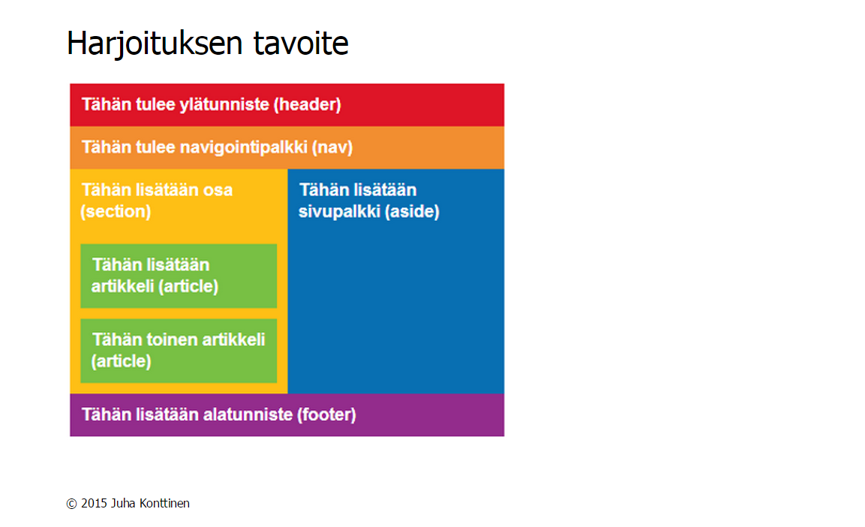 Harjoituksen tavoite
Tähän tulee ylätunniste (header)
Tähän tulee navigointipalkki (nav)
Tähän lisätään osa
(section)
Tähän lisätään
artikkeli (article)
Tähän toinen artikkeli
(article)
Tähän lisätään
sivupalkki (aside)
Tähän lisätään alatunniste (footer)
© 2015 Juha Konttinen